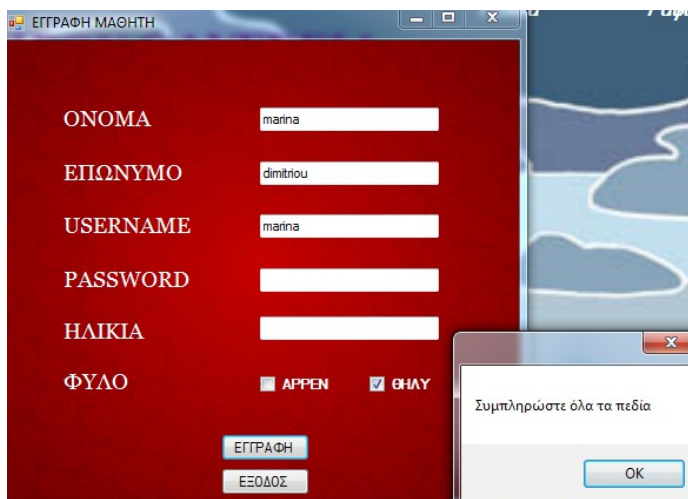 ΕΓΓΡΑΦΗ ΜΑΘΗΤΗ
ΟΝΟΜΑ marina
ΕΠΩΝΥΜΟ dimitriou
USERNAME marina
PASSWORD
ΗΛΙΚΙΑ
ΦΥΛΟ ΑΡΡΕΝ ΘΗΛΥ
Συμπληρώστε όλα τα πεδία
ΕΓΓΡΑΦΗ
OK
ΕΞΟΔΟΣ